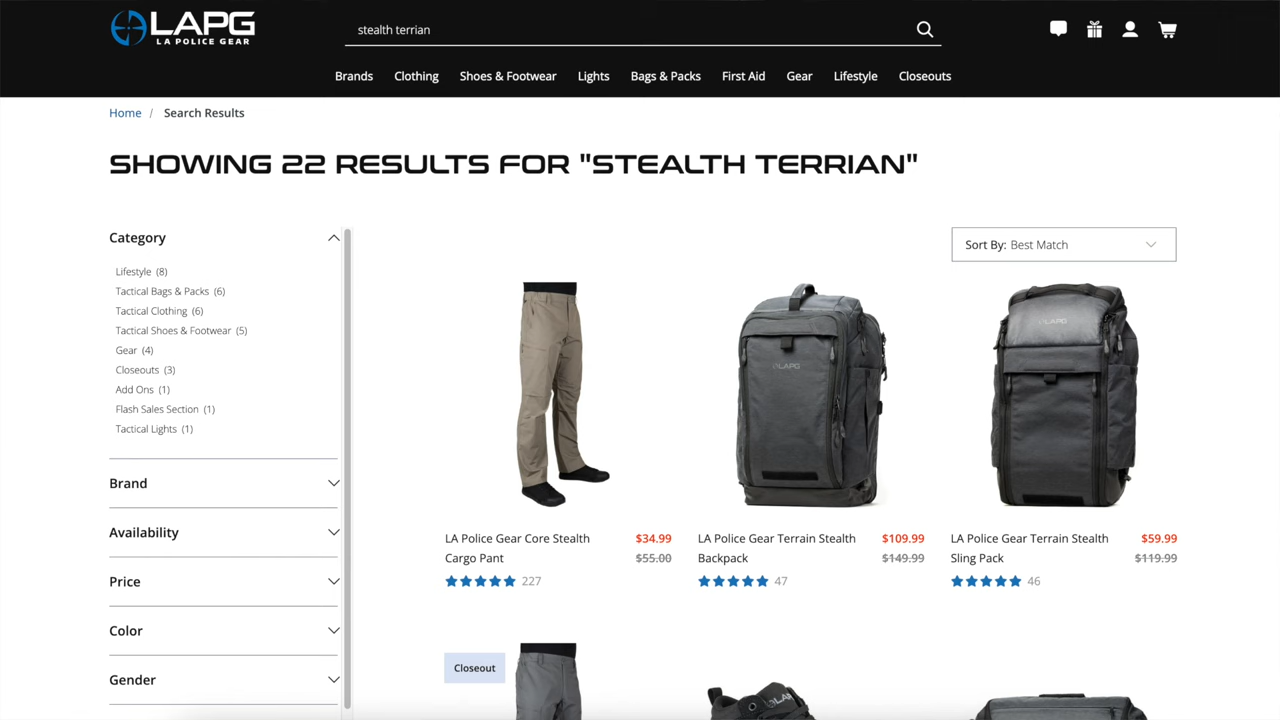 LAPG
LA POLICE GEAR
stealth terrian
Brands Clothing Shoes & Footwear Lights Bags & Packs First Aid Gear Lifestyle Closeouts
Home / Search Results
SHOWING 22 RESULTS FOR "STEALTH TERRIAN"
Category
Lifestyle (8)
Tactical Bags & Packs (6)
Tactical Clothing (6)
Tactical Shoes & Footwear (5)
Gear (4)
Closeouts (3)
Add Ons (1)
Flash Sales Section (1)
Tactical Lights (1)
Brand
Availability
Price
Color
Gender
Sort By: Best Match
LAPG
LAPG
LA Police Gear Core Stealth
Cargo Pant
$34.99
$55.00
227
LA Police Gear Terrain Stealth
Backpack
$109.99
$149.99
47
LA Police Gear Terrain Stealth
Sling Pack
$59.99
$119.99
46
Closeout